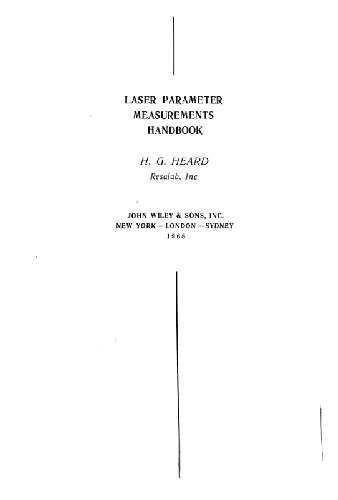 LASER PARAMETER
MEASUREMENTS
HANDBOOK
H. G. HEARD
Resalab, Inc
JOHN WILEY & SONS, INC.
NEW YORK — LONDON — SYDNEY
1968